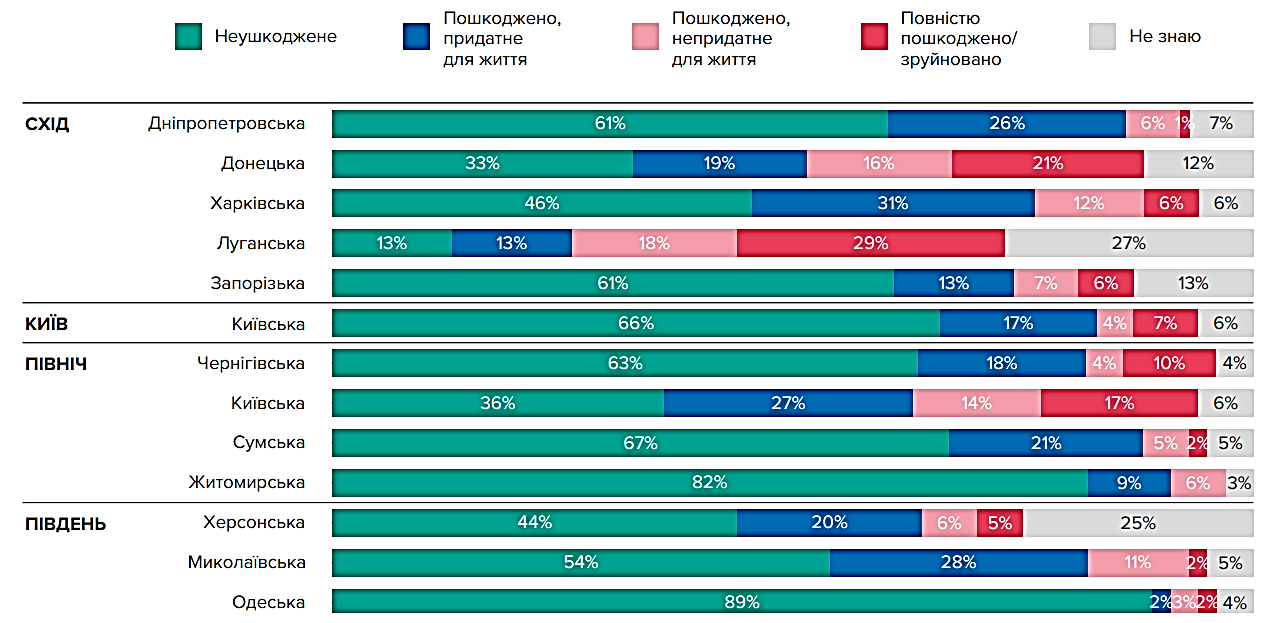 Неушкоджене
Пошкоджено,
придатне
для життя
Пошкоджено,
непридатне
для життя
Повністю
пошкоджено/
зруйновано
Не знаю
СХІД Дніпропетровська 61% 26% 6% 1% 7%
Донецька 33% 19% 16% 21% 12%
Харківська 46% 31% 12% 6% 6%
Луганська 13% 13% 18% 29% 27%
Запорізька 61% 13% 7% 6% 13%
КИЇВ Київська 66% 17% 4% 7% 6%
ПІВНІЧ Чернігівська 63% 18% 4% 10% 4%
Київська 36% 27% 14% 17% 6%
Сумська 67% 21% 5% 2% 5%
Житомирська 82% 9% 6% 3%
ПІВДЕНЬ Херсонська 44% 20% 6% 5% 25%
Миколаївська 54% 28% 11% 2% 5%
Одеська 89% 2% 3% 2% 4%